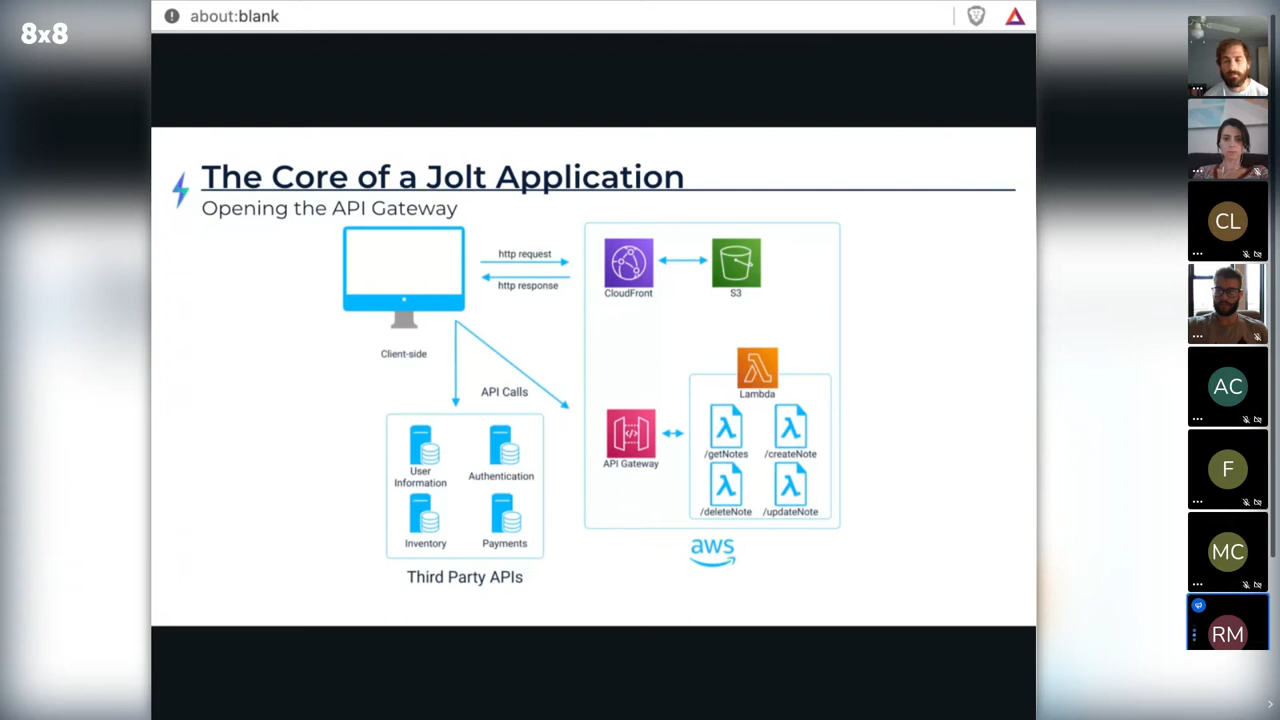 8x8
about:blank
The Core of a Jolt Application
Opening the API Gateway
http request
http response
CloudFront
S3
Client-side
API Calls
Lambda
/getNotes
/createNote
API Gateway
/deleteNote
/updateNote
User
Information
Authentication
Inventory
Payments
Third Party APIs
aws
CL
AC
F
MC
RM